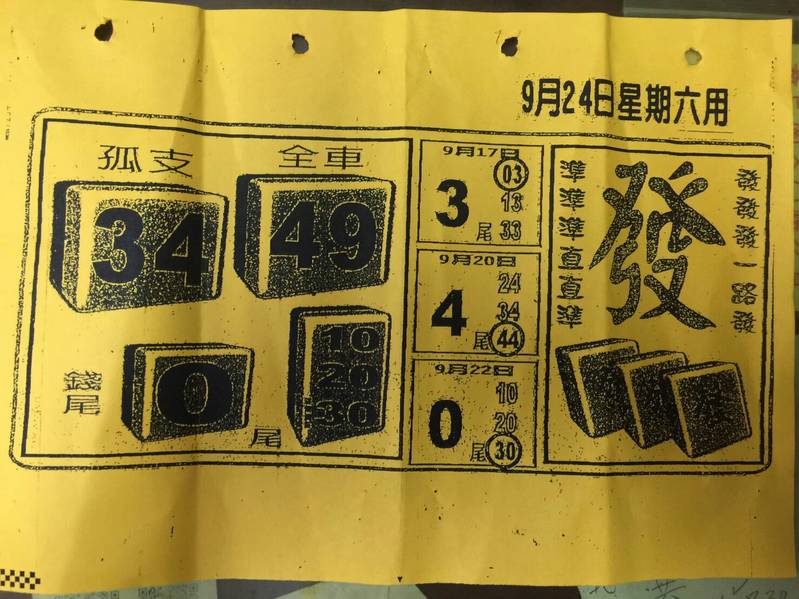 9月24日星期六用
孤支 全車
34 49
錢尾 0 尾
10
20
30
9月17日
3尾
03
13
33
9月20日
4尾
24
34
44
9月22日
0尾
10
20
30
準準準直直準
發
發發發一路發